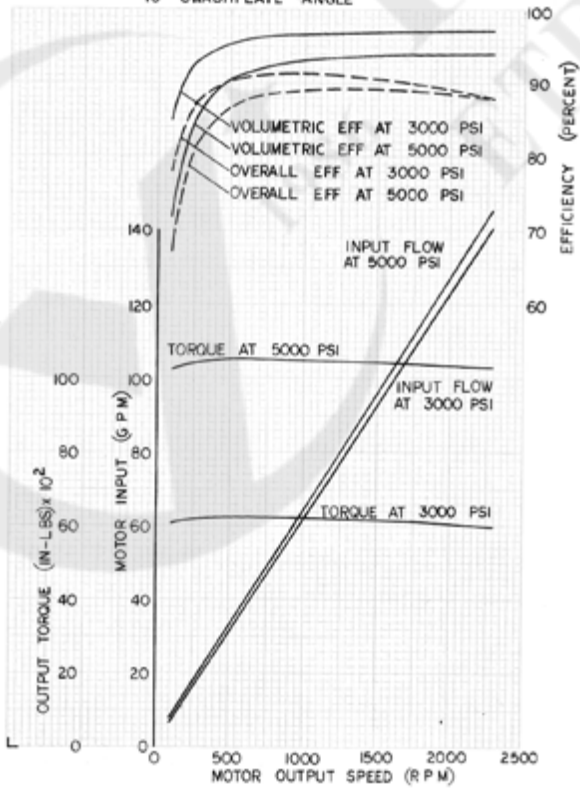 SWASHPLATE ANGLE
100
90
80
70
60
EFFICIENCY (PERCENT)
VOLUMETRIC EFF AT 3000 PSI
VOLUMETRIC EFF AT 5000 PSI
OVERALL EFF AT 3000 PSI
OVERALL EFF AT 5000 PSI
INPUT FLOW
AT 5000 PSI
TORQUE AT 5000 PSI
INPUT FLOW
AT 3000 PSI
TORQUE AT 3000 PSI
140
120
100
80
60
40
20
0
MOTOR INPUT (GPM)
100
80
60
40
20
0
OUTPUT TORQUE (IN-LBS) x 10²
0 500 1000 1500 2000 2500
MOTOR OUTPUT SPEED (RPM)